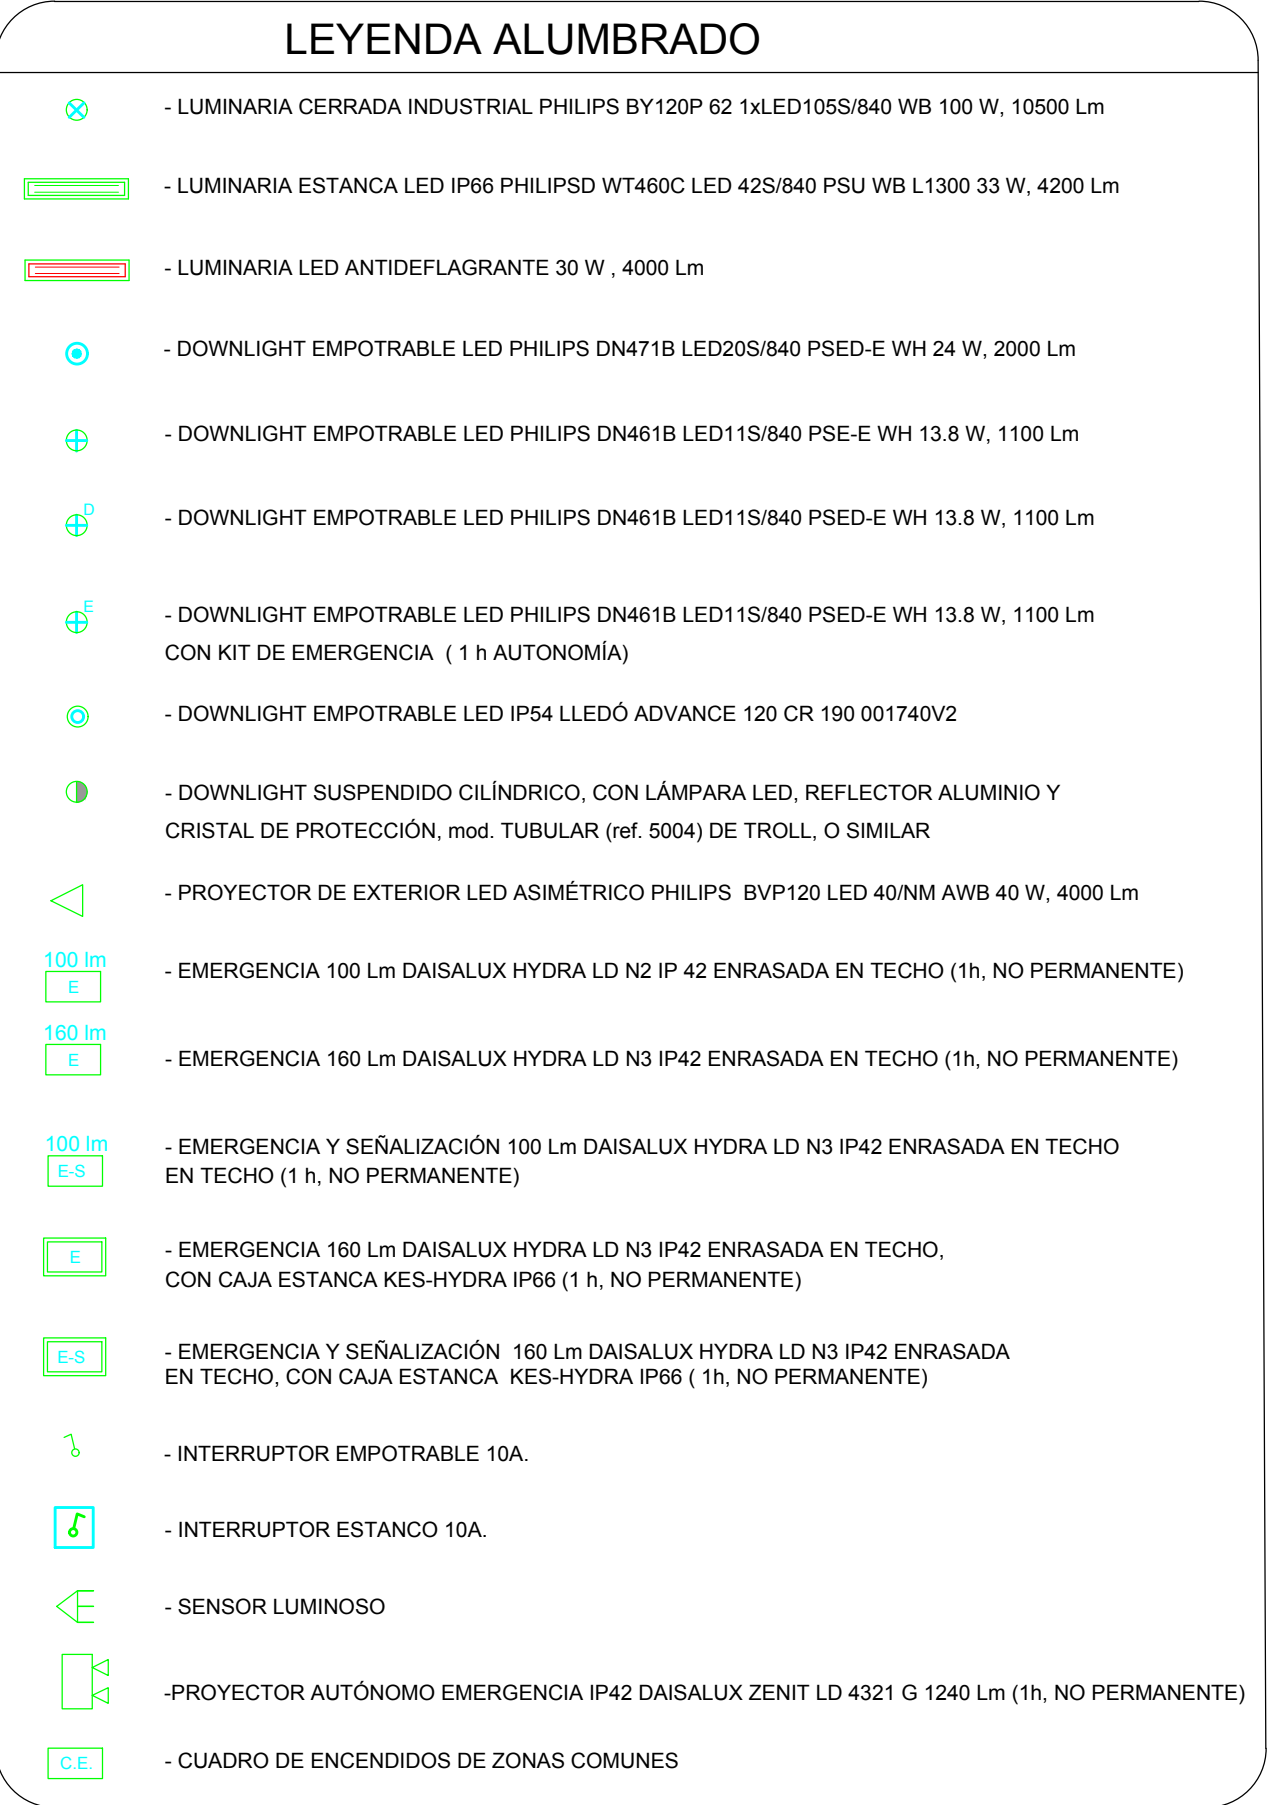 LEYENDA ALUMBRADO
- LUMINARIA CERRADA INDUSTRIAL PHILIPS BY120P 62 1xLED105S/840 WB 100 W, 10500 Lm
- LUMINARIA ESTANCA LED IP66 PHILIPSD WT460C LED 42S/840 PSU WB L1300 33 W, 4200 Lm
- LUMINARIA LED ANTIDEFLAGRANTE 30 W , 4000 Lm
- DOWNLIGHT EMPOTRABLE LED PHILIPS DN471B LED20S/840 PSED-E WH 24 W, 2000 Lm
- DOWNLIGHT EMPOTRABLE LED PHILIPS DN461B LED11S/840 PSE-E WH 13.8 W, 1100 Lm
D
- DOWNLIGHT EMPOTRABLE LED PHILIPS DN461B LED11S/840 PSED-E WH 13.8 W, 1100 Lm
E
- DOWNLIGHT EMPOTRABLE LED PHILIPS DN461B LED11S/840 PSED-E WH 13.8 W, 1100 Lm
CON KIT DE EMERGENCIA ( 1 h AUTONOMÍA)
- DOWNLIGHT EMPOTRABLE LED IP54 LLEDÓ ADVANCE 120 CR 190 001740V2
- DOWNLIGHT SUSPENDIDO CILÍNDRICO, CON LÁMPARA LED, REFLECTOR ALUMINIO Y
CRISTAL DE PROTECCIÓN, mod. TUBULAR (ref. 5004) DE TROLL, O SIMILAR
- PROYECTOR DE EXTERIOR LED ASIMÉTRICO PHILIPS BVP120 LED 40/NM AWB 40 W, 4000 Lm
100 lm
E
- EMERGENCIA 100 Lm DAISALUX HYDRA LD N2 IP 42 ENRASADA EN TECHO (1h, NO PERMANENTE)
160 lm
E
- EMERGENCIA 160 Lm DAISALUX HYDRA LD N3 IP42 ENRASADA EN TECHO (1h, NO PERMANENTE)
100 lm
E-S
- EMERGENCIA Y SEÑALIZACIÓN 100 Lm DAISALUX HYDRA LD N3 IP42 ENRASADA EN TECHO
EN TECHO (1 h, NO PERMANENTE)
E
- EMERGENCIA 160 Lm DAISALUX HYDRA LD N3 IP42 ENRASADA EN TECHO,
CON CAJA ESTANCA KES-HYDRA IP66 (1 h, NO PERMANENTE)
E-S
- EMERGENCIA Y SEÑALIZACIÓN 160 Lm DAISALUX HYDRA LD N3 IP42 ENRASADA
EN TECHO, CON CAJA ESTANCA KES-HYDRA IP66 ( 1h, NO PERMANENTE)
- INTERRUPTOR EMPOTRABLE 10A.
- INTERRUPTOR ESTANCO 10A.
- SENSOR LUMINOSO
-PROYECTOR AUTÓNOMO EMERGENCIA IP42 DAISALUX ZENIT LD 4321 G 1240 Lm (1h, NO PERMANENTE)
C.E.
- CUADRO DE ENCENDIDOS DE ZONAS COMUNES